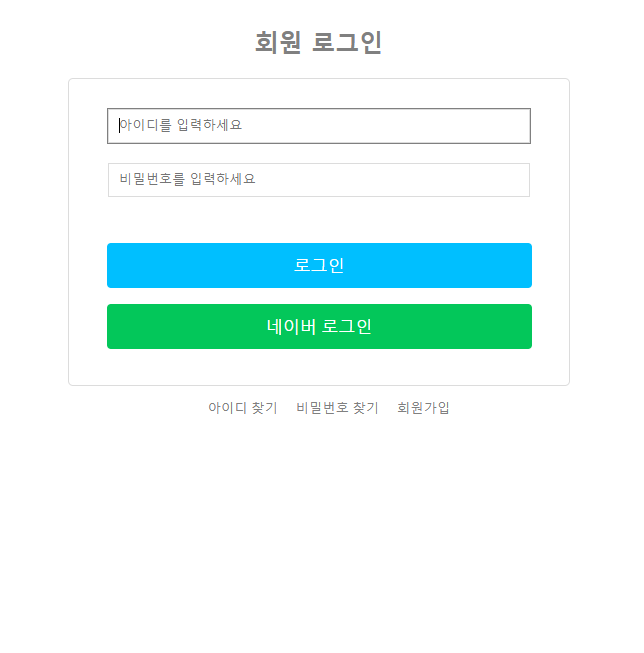 회원 로그인
아이디를 입력하세요
비밀번호를 입력하세요
로그인
네이버 로그인
아이디 찾기 비밀번호 찾기 회원가입